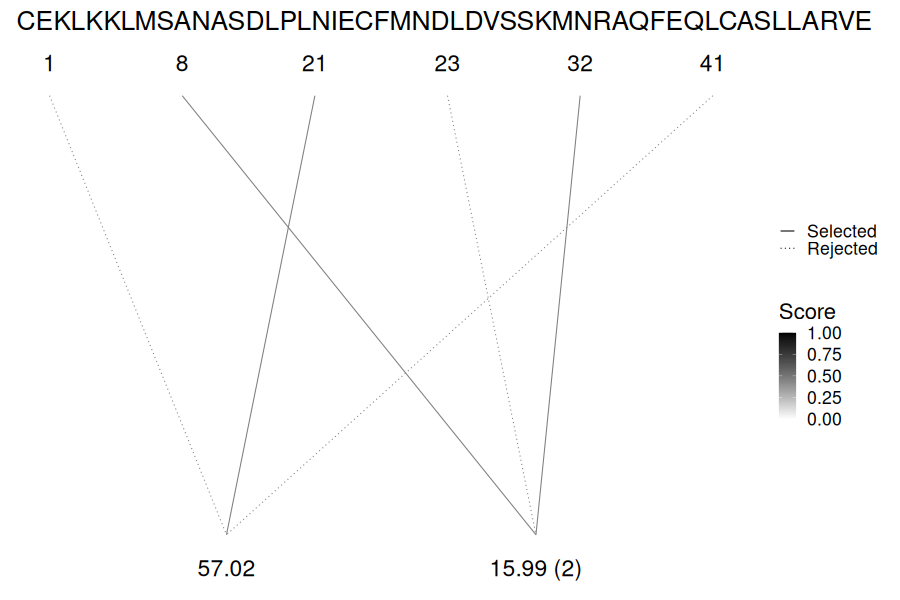 CEKLKKLMSANASDLPLNIECFMNDLDVSSKMNRAQFEQLCASLLARVE
1 8 21 23 32 41
Selected
Rejected
Score
1.00
0.75
0.50
0.25
0.00
57.02 15.99 (2)